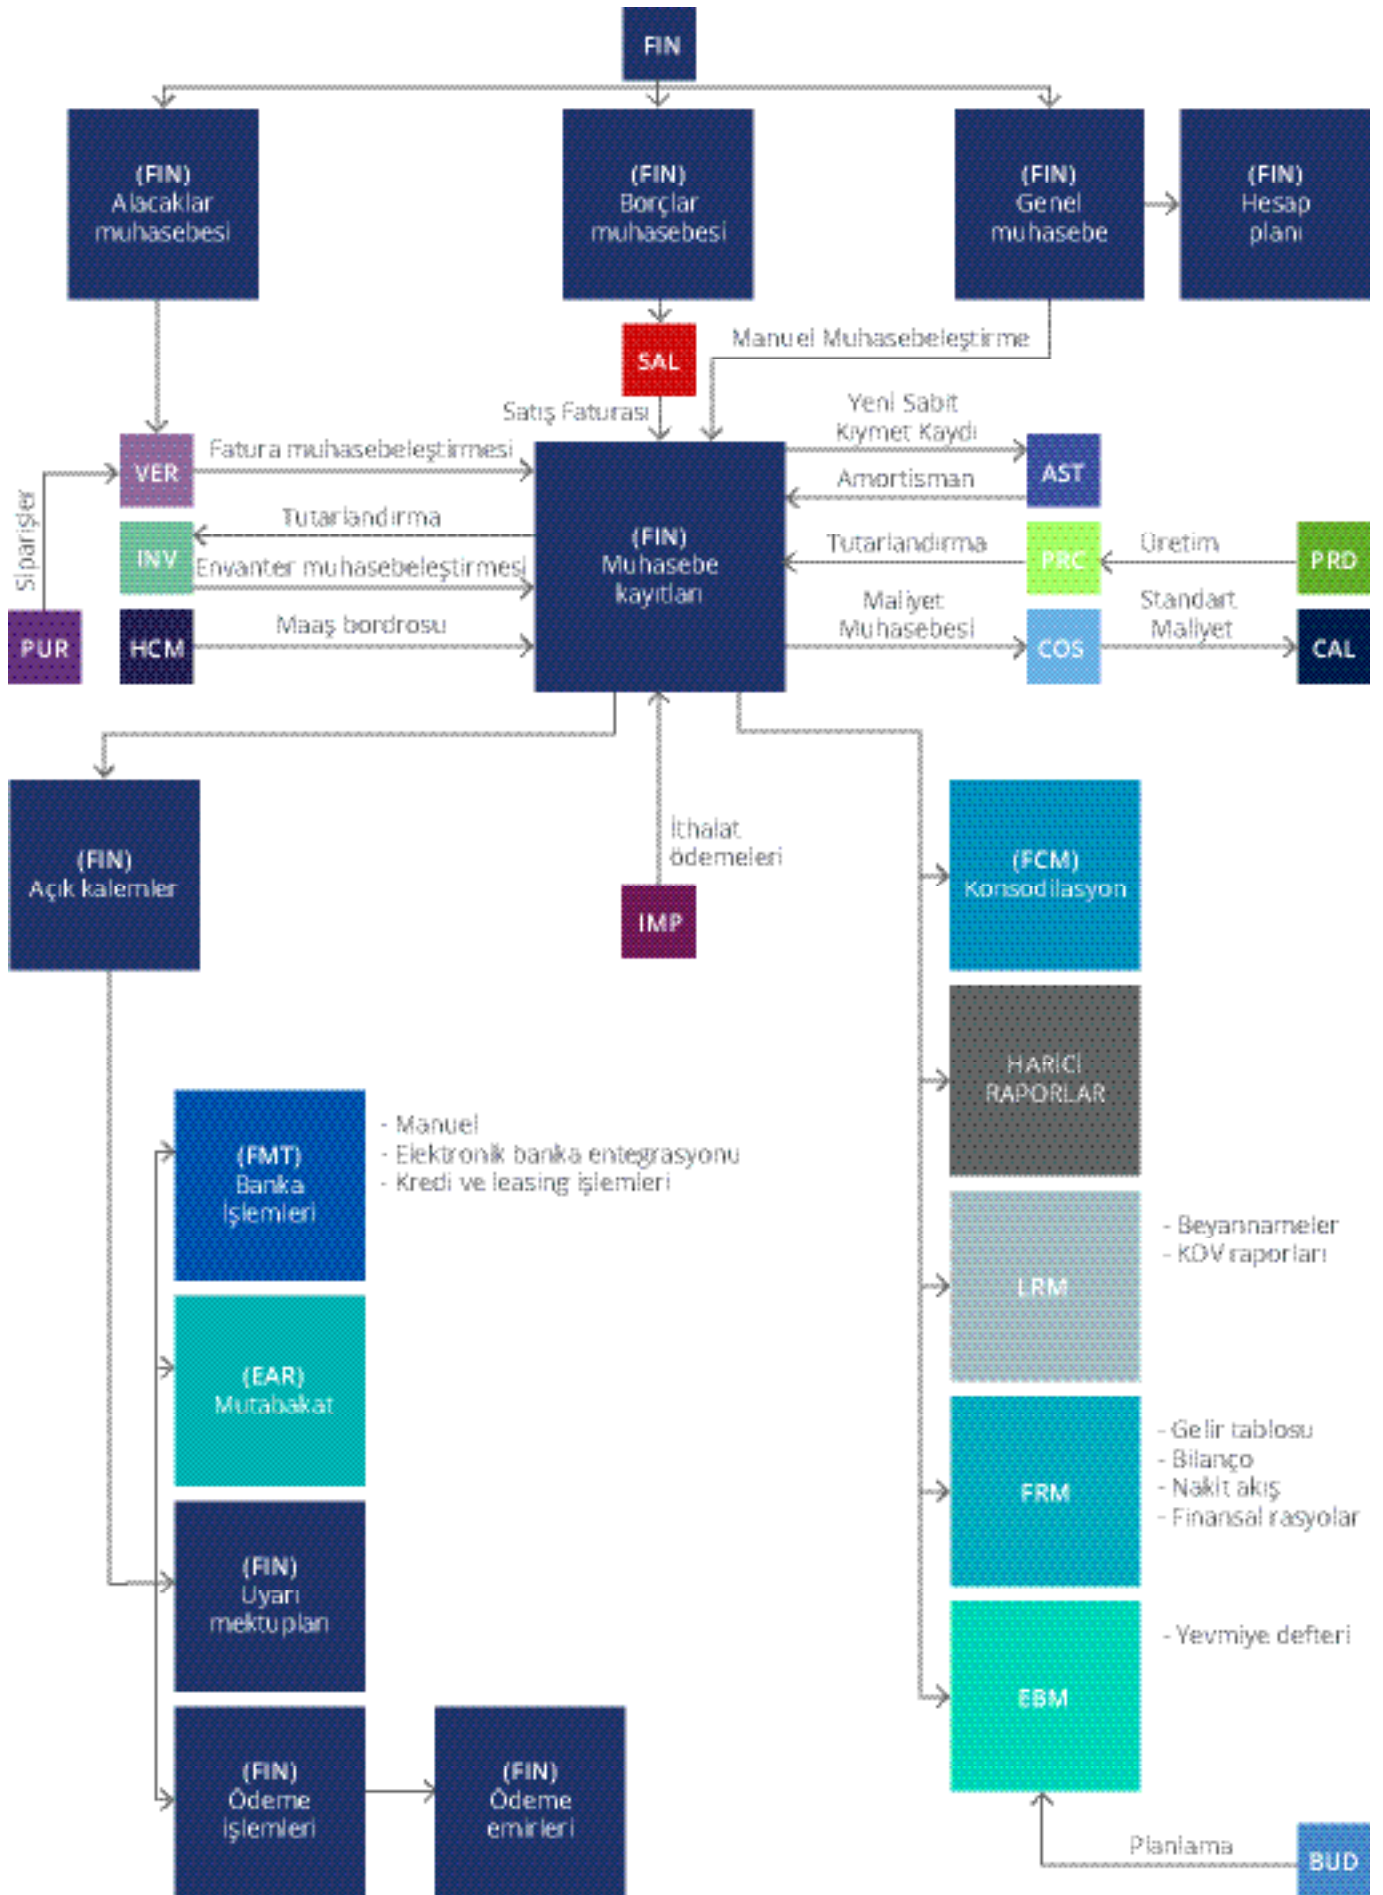 FIN
(FIN)
Alacaklar
muhasebesi
(FIN)
Borçlar
muhasebesi
(FIN)
Genel
muhasebe
(FIN)
Hesap
planı
SAL
Manuel Muhasebeleştirme
Satış Faturası
Yeni Sabit
Kıymet Kaydı
VER
Fatura muhasebeleştirmesi
Amortisman
AST
Siparişler
INV
Tutarlandırma
Envanter muhasebeleştirmesi
(FIN)
Muhasebe
kayıtları
Tutarlandırma
PRC
Üretim
PRD
PUR
HCM
Maaş bordrosu
Maliyet
Muhasebesi
COS
Standart
Maliyet
CAL
(FIN)
Açık kalemler
İthalat
ödemeleri
IMP
(FCM)
Konsodilasyon
HARİCİ
RAPORLAR
(FMT)
Banka
İşlemleri
- Manuel
- Elektronik banka entegrasyonu
- Kredi ve leasing işlemleri
LRM
- Beyannameler
- KDV raporları
(EAR)
Mutabakat
FRM
- Gelir tablosu
- Bilanço
- Nakit akış
- Finansal rasyolar
(FIN)
Uyarı
mektupları
EBM
- Yevmiye defteri
(FIN)
Ödeme
işlemleri
(FIN)
Ödeme
emirleri
Planlama
BUD